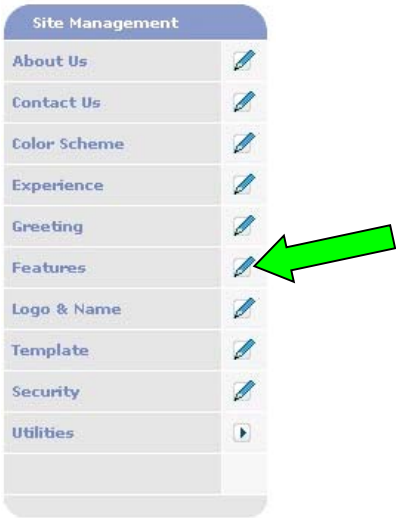 Site Management
About Us
Contact Us
Color Scheme
Experience
Greeting
Features
Logo & Name
Template
Security
Utilities